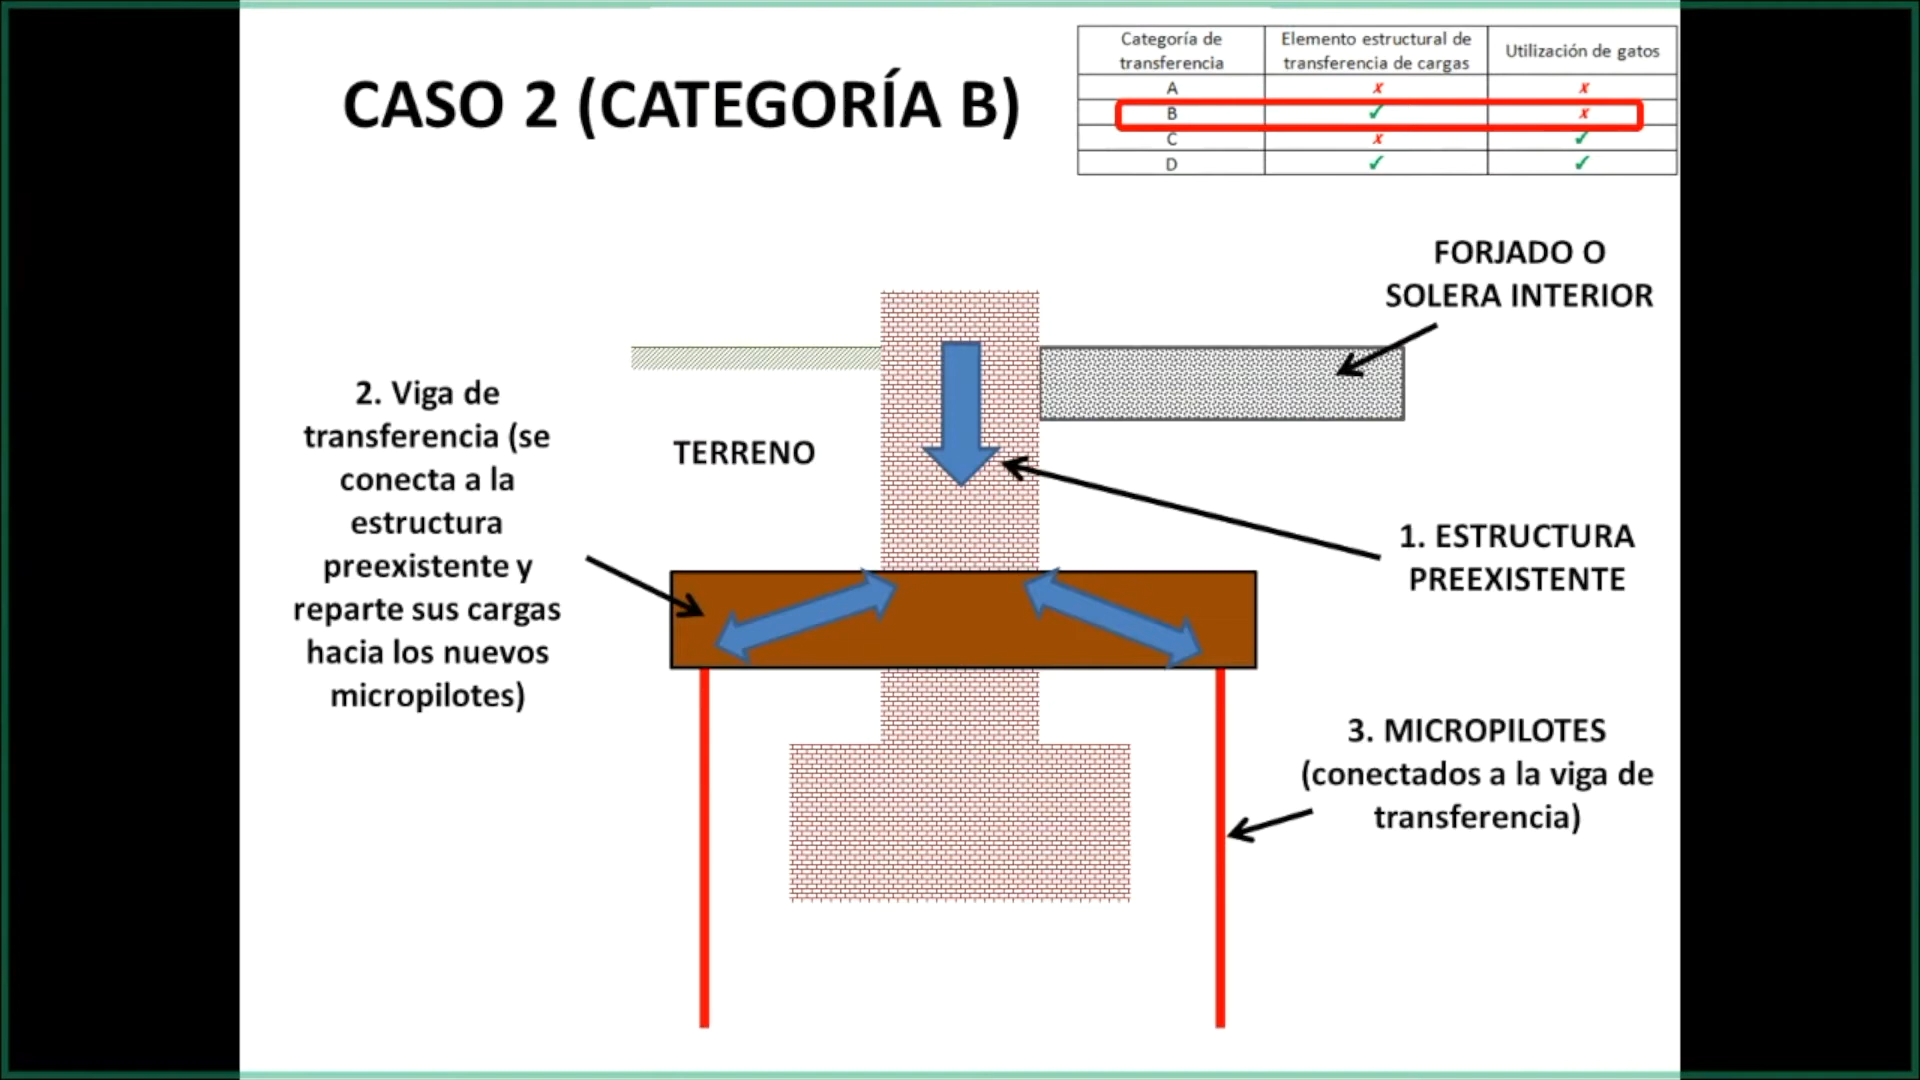 CASO 2 (CATEGORÍA B)
Categoría de
transferencia
Elemento estructural de
transferencia de cargas
Utilización de gatos
A x x
B ✓ x
C x ✓
D ✓ ✓
FORJADO O
SOLERA INTERIOR
2. Viga de
transferencia (se
conecta a la
estructura
preexistente y
reparte sus cargas
hacia los nuevos
micropilotes)
TERRENO
1. ESTRUCTURA
PREEXISTENTE
3. MICROPILOTES
(conectados a la viga de
transferencia)